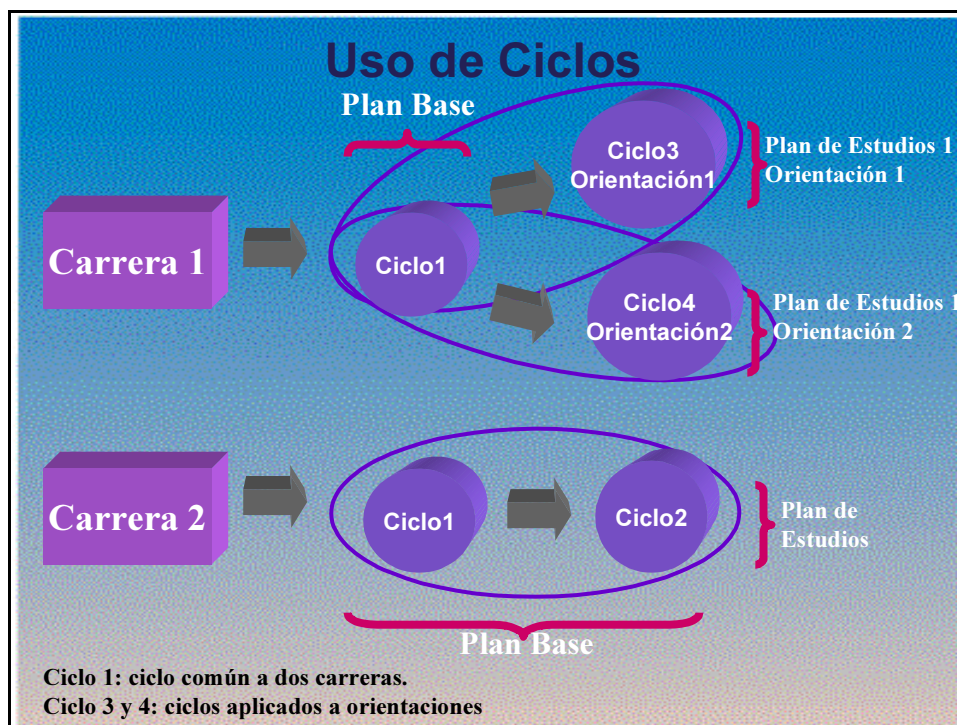 Uso de Ciclos
Plan Base
Ciclo3
Orientación1
Plan de Estudios 1
Orientación 1
Carrera 1
Ciclo1
Ciclo4
Orientación2
Plan de Estudios 1
Orientación 2
Carrera 2
Ciclo1
Ciclo2
Plan de
Estudios
Plan Base
Ciclo 1: ciclo común a dos carreras.
Ciclo 3 y 4: ciclos aplicados a orientaciones